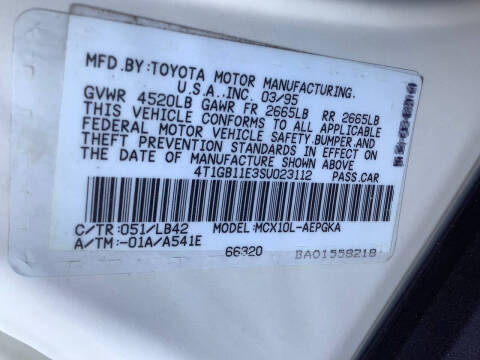 MFD.BY:TOYOTA MOTOR MANUFACTURING.
U.S.A..INC. 03/95
GVWR 4520LB GAWR FR 2665LB RR 2665LB
THIS VEHICLE CONFORMS TO ALL APPLICABLE
FEDERAL MOTOR VEHICLE SAFETY,BUMPER,AND
THEFT PREVENTION STANDARDS IN EFFECT ON
THE DATE OF MANUFACTURE SHOWN ABOVE
4T1GB11E3SU023112 PASS.CAR
C/TR:051/LB42 MODEL:MCX10L-AEPGKA
A/TM:-01A/A541E
66320 BA01558218